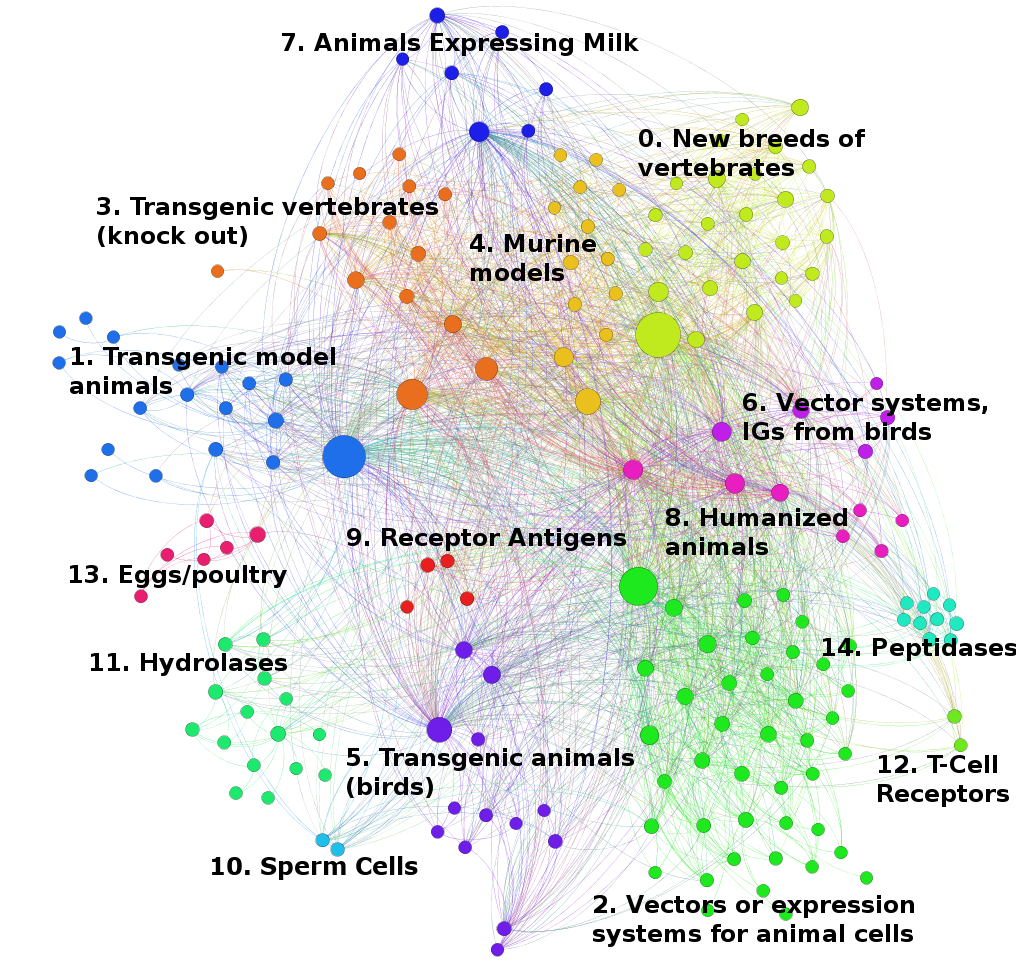 7. Animals Expressing Milk
0. New breeds of
vertebrates
3. Transgenic vertebrates
(knock out)
4. Murine
models
1. Transgenic model
animals
6. Vector systems,
IGs from birds
8. Humanized
animals
9. Receptor Antigens
13. Eggs/poultry
14. Peptidases
11. Hydrolases
5. Transgenic animals
(birds)
12. T-Cell
Receptors
10. Sperm Cells
2. Vectors or expression
systems for animal cells